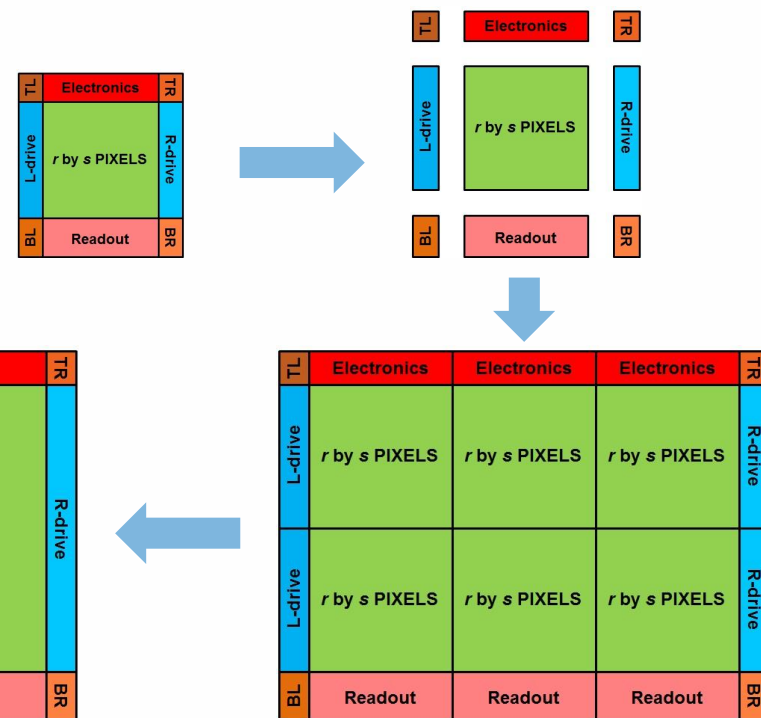 TL Electronics TR
L-drive r by s PIXELS R-drive
BL Readout BR
TL Electronics TR
L-drive r by s PIXELS R-drive
BL Readout BR
TR
R-drive
BR
TL Electronics Electronics Electronics TR
L-drive r by s PIXELS r by s PIXELS r by s PIXELS R-drive
L-drive r by s PIXELS r by s PIXELS r by s PIXELS R-drive
BL Readout Readout Readout BR